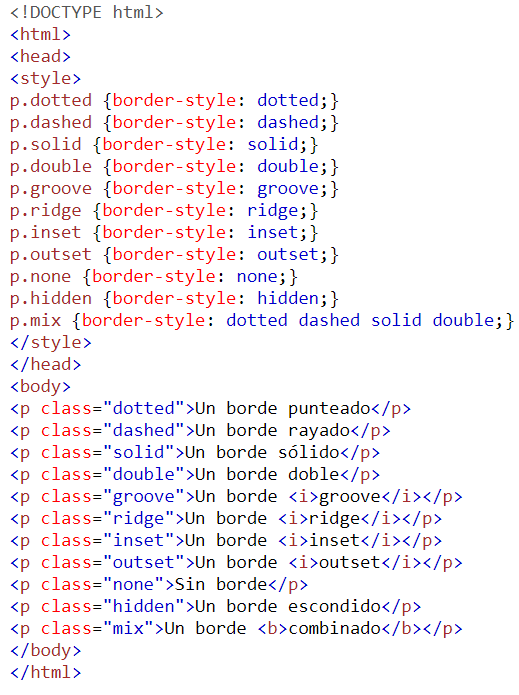 <!DOCTYPE html>
<html>
<head>
<style>
p.dotted {border-style: dotted;}
p.dashed {border-style: dashed;}
p.solid {border-style: solid;}
p.double {border-style: double;}
p.groove {border-style: groove;}
p.ridge {border-style: ridge;}
p.inset {border-style: inset;}
p.outset {border-style: outset;}
p.none {border-style: none;}
p.hidden {border-style: hidden;}
p.mix {border-style: dotted dashed solid double;}
</style>
</head>
<body>
<p class="dotted">Un borde punteado</p>
<p class="dashed">Un borde rayado</p>
<p class="solid">Un borde sólido</p>
<p class="double">Un borde doble</p>
<p class="groove">Un borde <i>groove</i></p>
<p class="ridge">Un borde <i>ridge</i></p>
<p class="inset">Un borde <i>inset</i></p>
<p class="outset">Un borde <i>outset</i></p>
<p class="none">Sin borde</p>
<p class="hidden">Un borde escondido</p>
<p class="mix">Un borde <b>combinado</b></p>
</body>
</html>